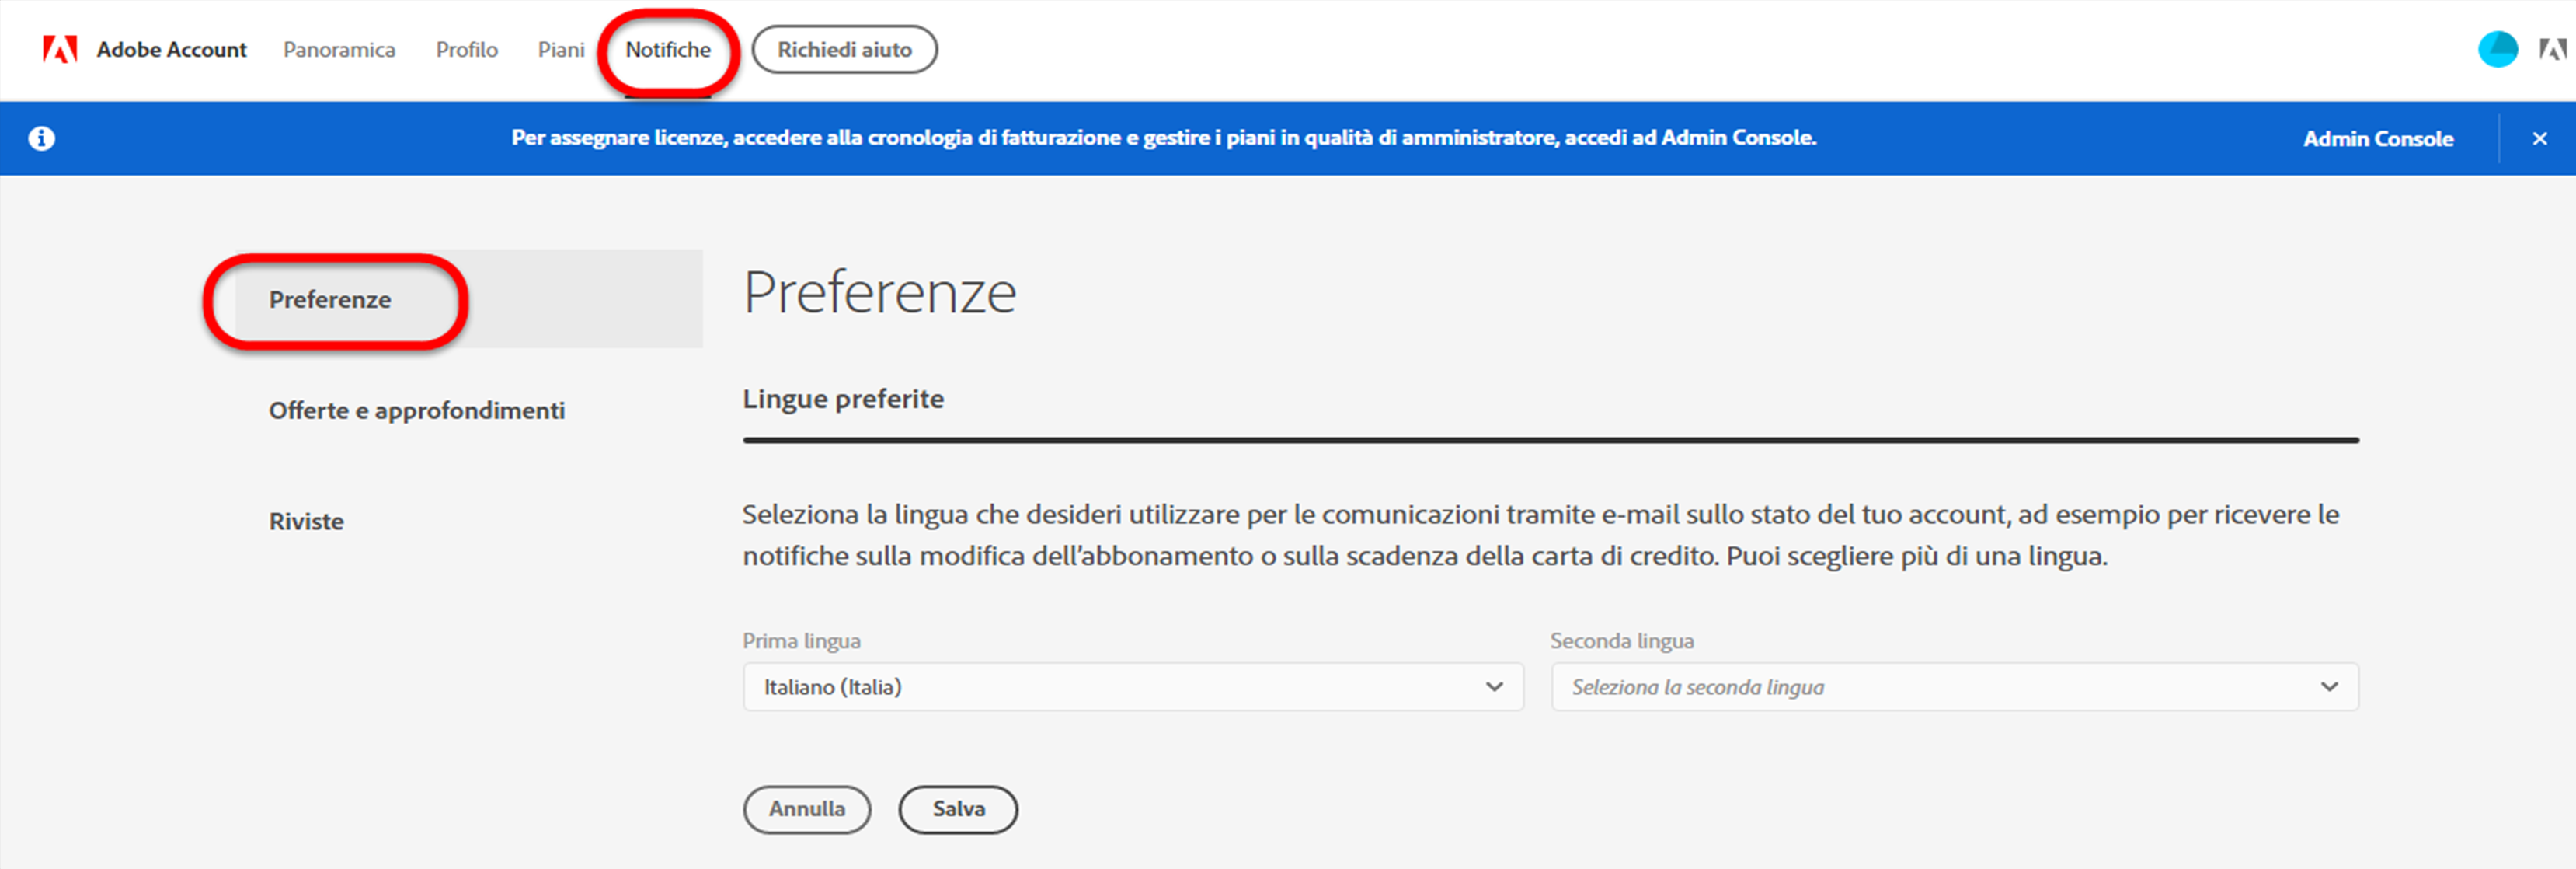 Adobe Account Panoramica Profilo Piani Notifiche Richiedi aiuto
Per assegnare licenze, accedere alla cronologia di fatturazione e gestire i piani in qualità di amministratore, accedi ad Admin Console. Admin Console
Preferenze
Offerte e approfondimenti
Riviste
Preferenze
Lingue preferite
Seleziona la lingua che desideri utilizzare per le comunicazioni tramite e-mail sullo stato del tuo account, ad esempio per ricevere le
notifiche sulla modifica dell'abbonamento o sulla scadenza della carta di credito. Puoi scegliere più di una lingua.
Prima lingua Seconda lingua
Italiano (Italia) Seleziona la seconda lingua
Annulla Salva